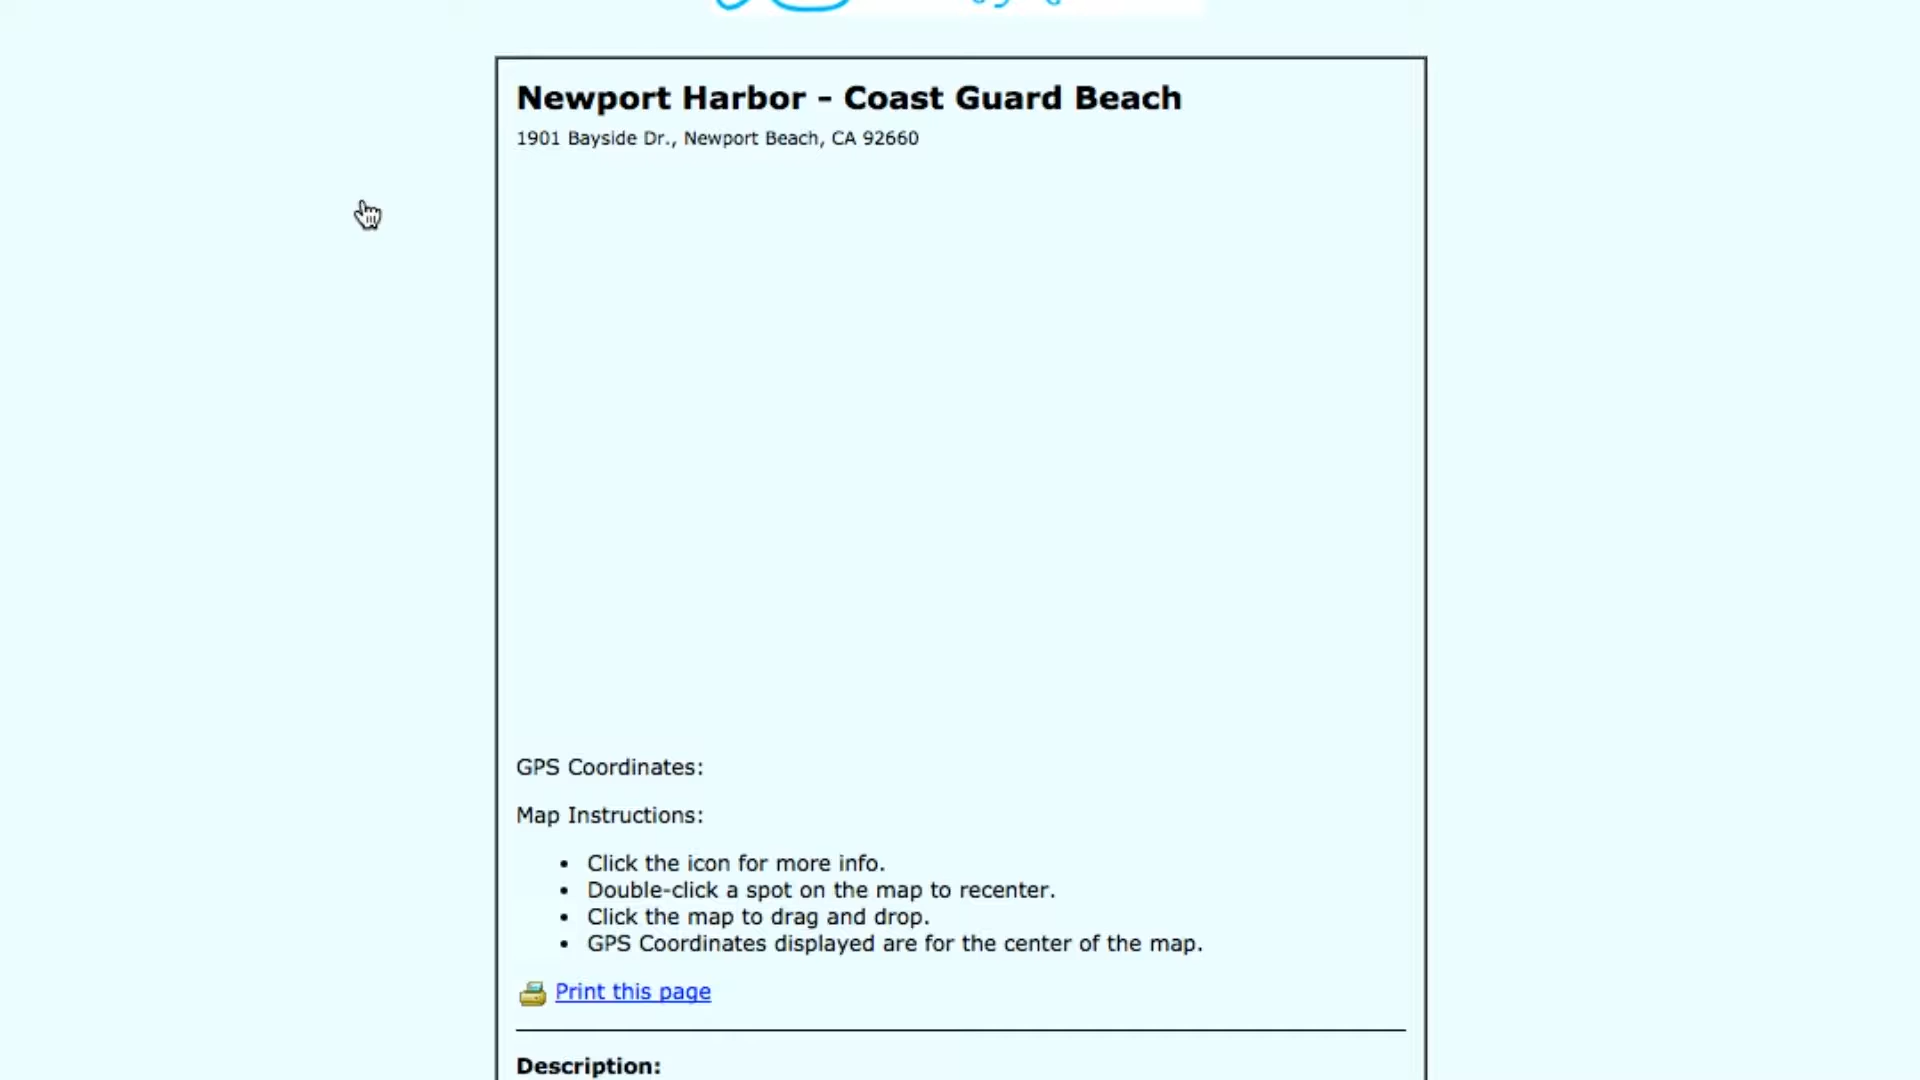 Newport Harbor - Coast Guard Beach
1901 Bayside Dr., Newport Beach, CA 92660
GPS Coordinates:
Map Instructions:
• Click the icon for more info.
• Double-click a spot on the map to recenter.
• Click the map to drag and drop.
• GPS Coordinates displayed are for the center of the map.
Print this page
Description: